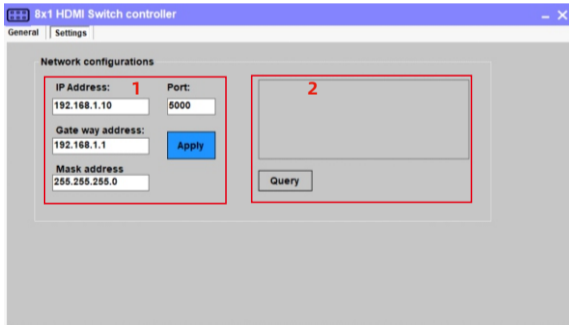 8x1 HDMI Switch controller
General Settings
Network configurations
IP Address: 1 Port:
192.168.1.10 5000
Gate way address:
192.168.1.1 Apply
Mask address
255.255.255.0
2
Query